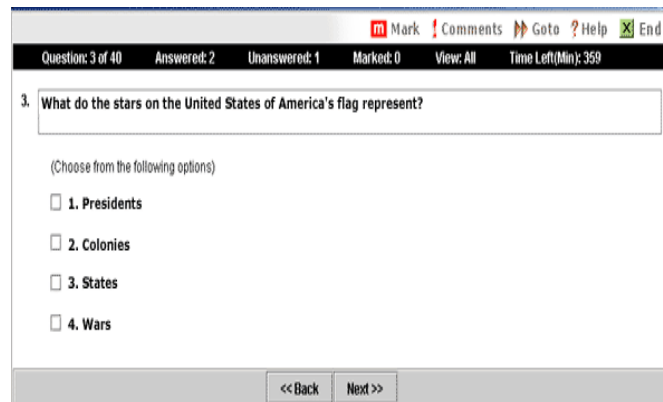 m Mark ! Comments Goto ? Help X End
Question: 3 of 40 Answered: 2 Unanswered: 1 Marked: 0 View: All Time Left(Min): 359
3. What do the stars on the United States of America's flag represent?
(Choose from the following options)
1. Presidents
2. Colonies
3. States
4. Wars
<< Back Next >>